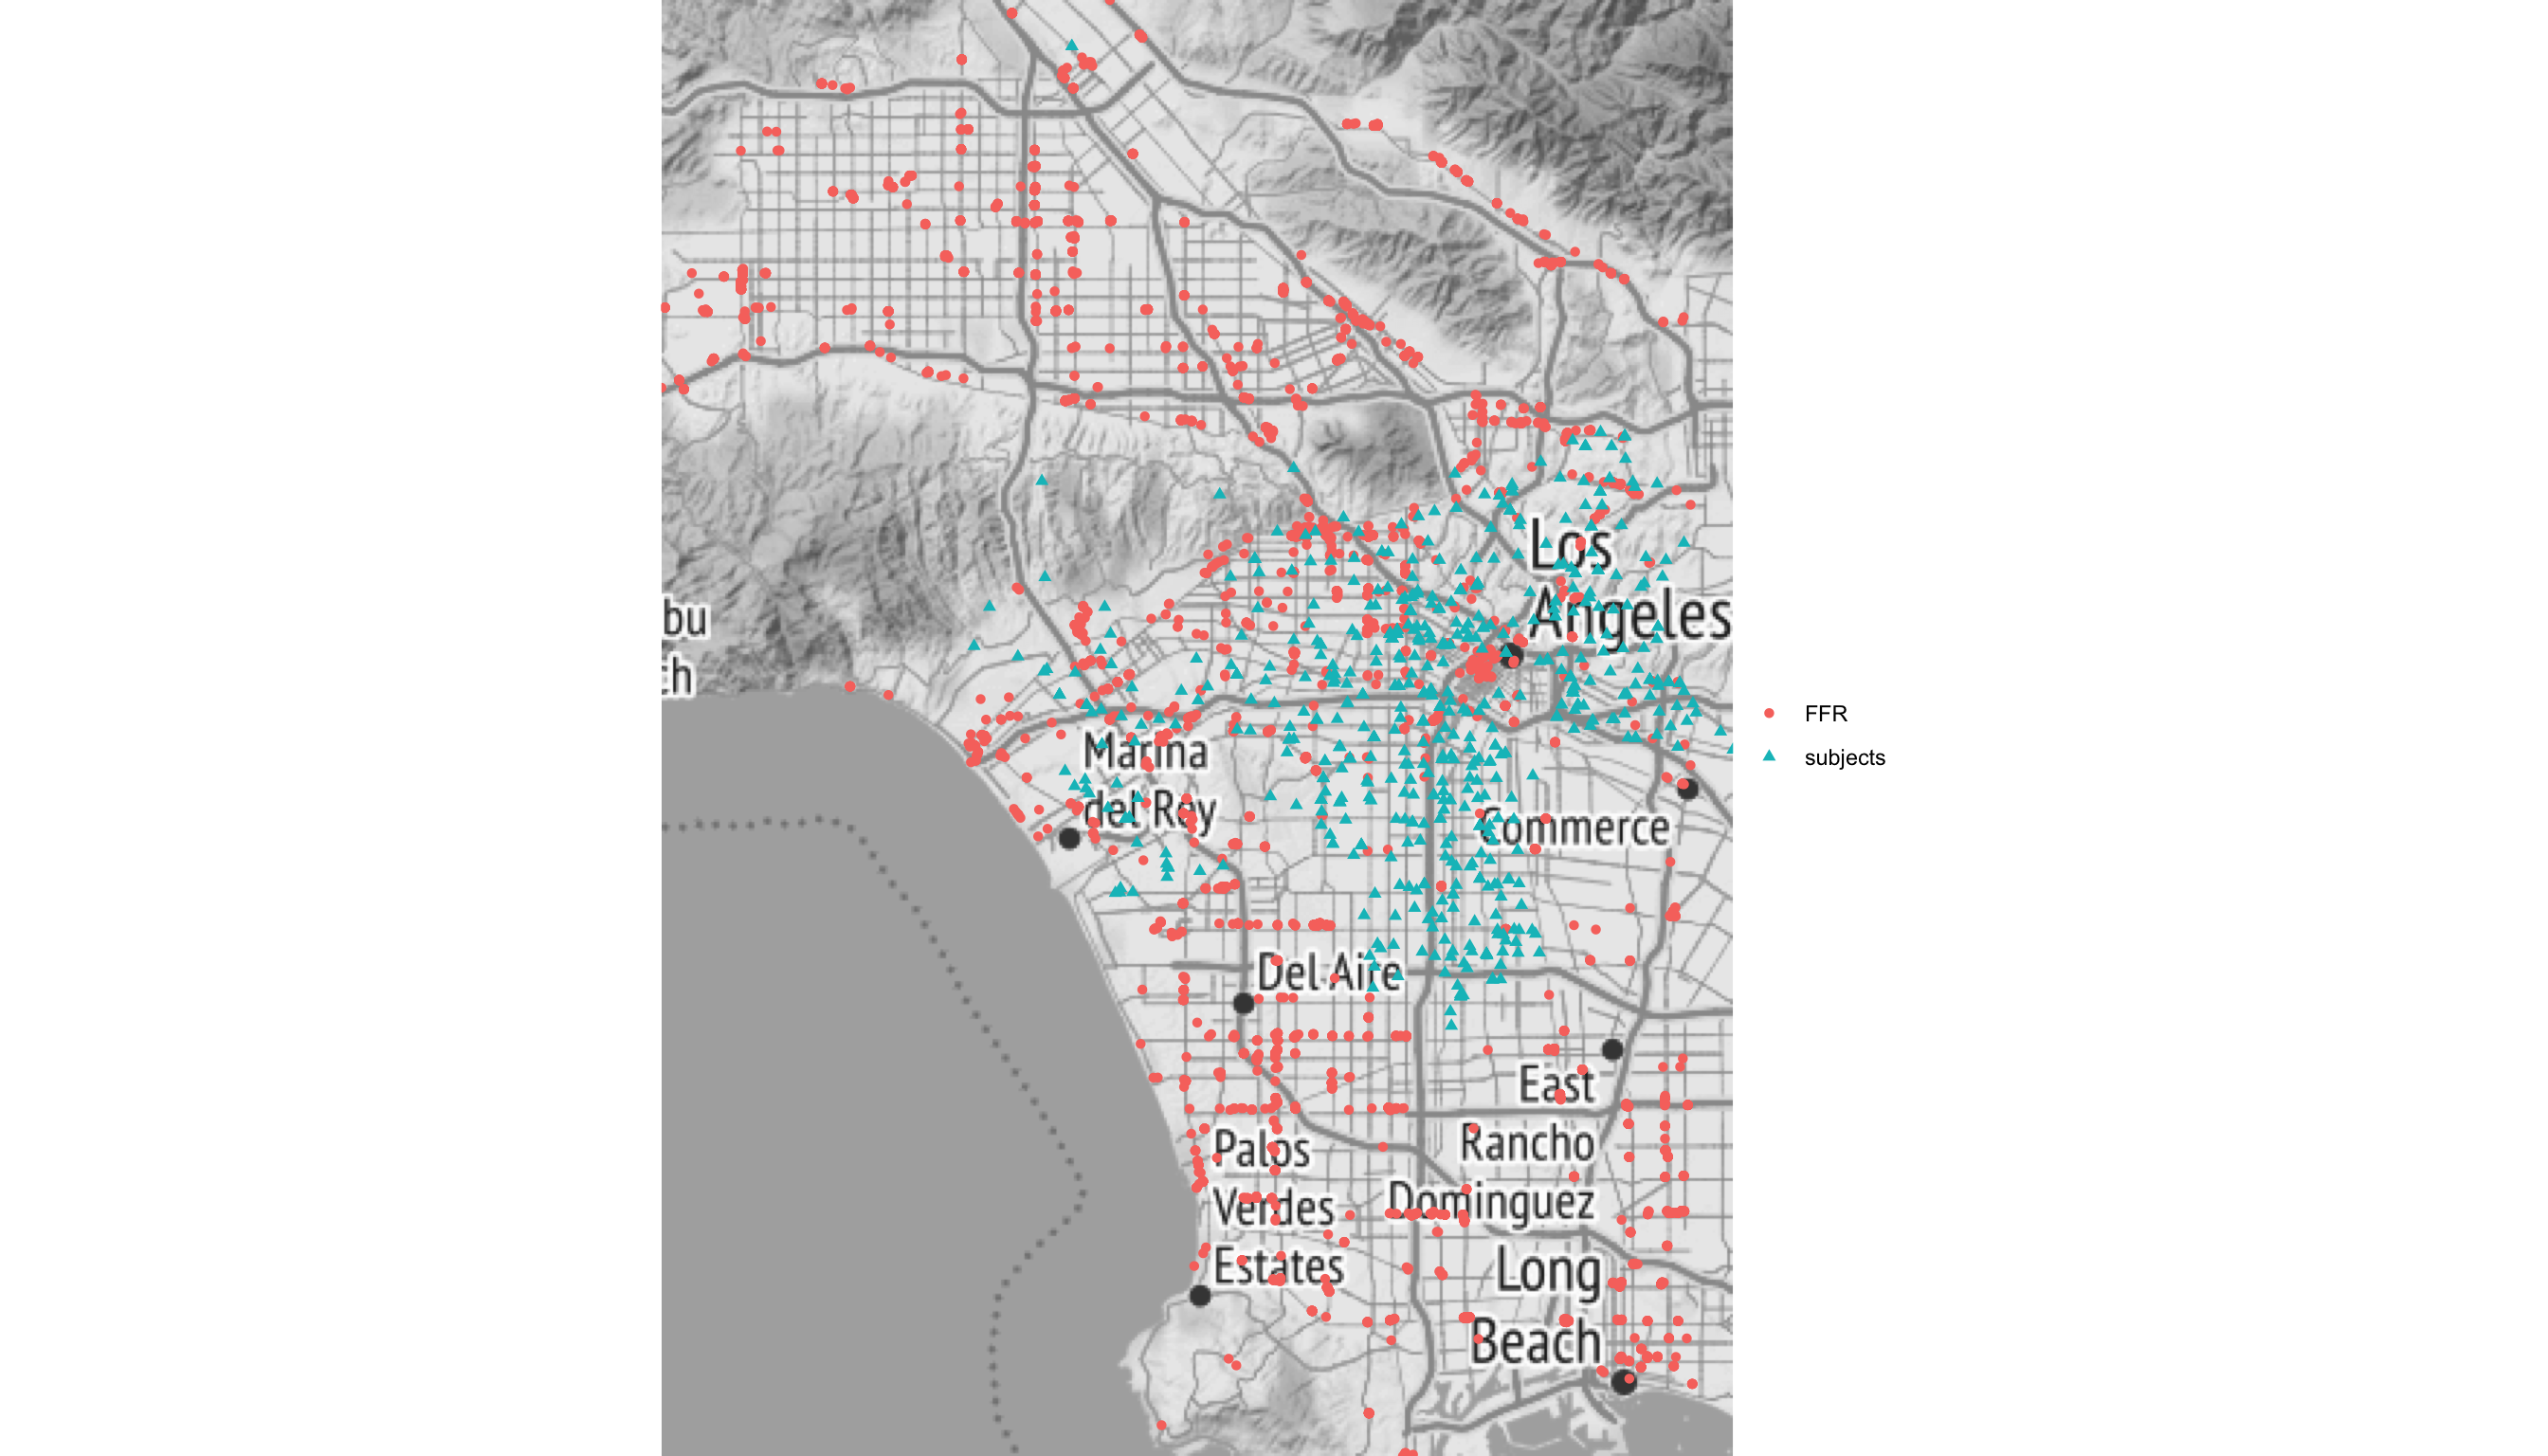 Los
Angeles
bu
ch
Marina
del Rey
Commerce
Del Aire
East
Rancho
Dominguez
Palos
Verdes
Estates
Long
Beach
FFR
subjects